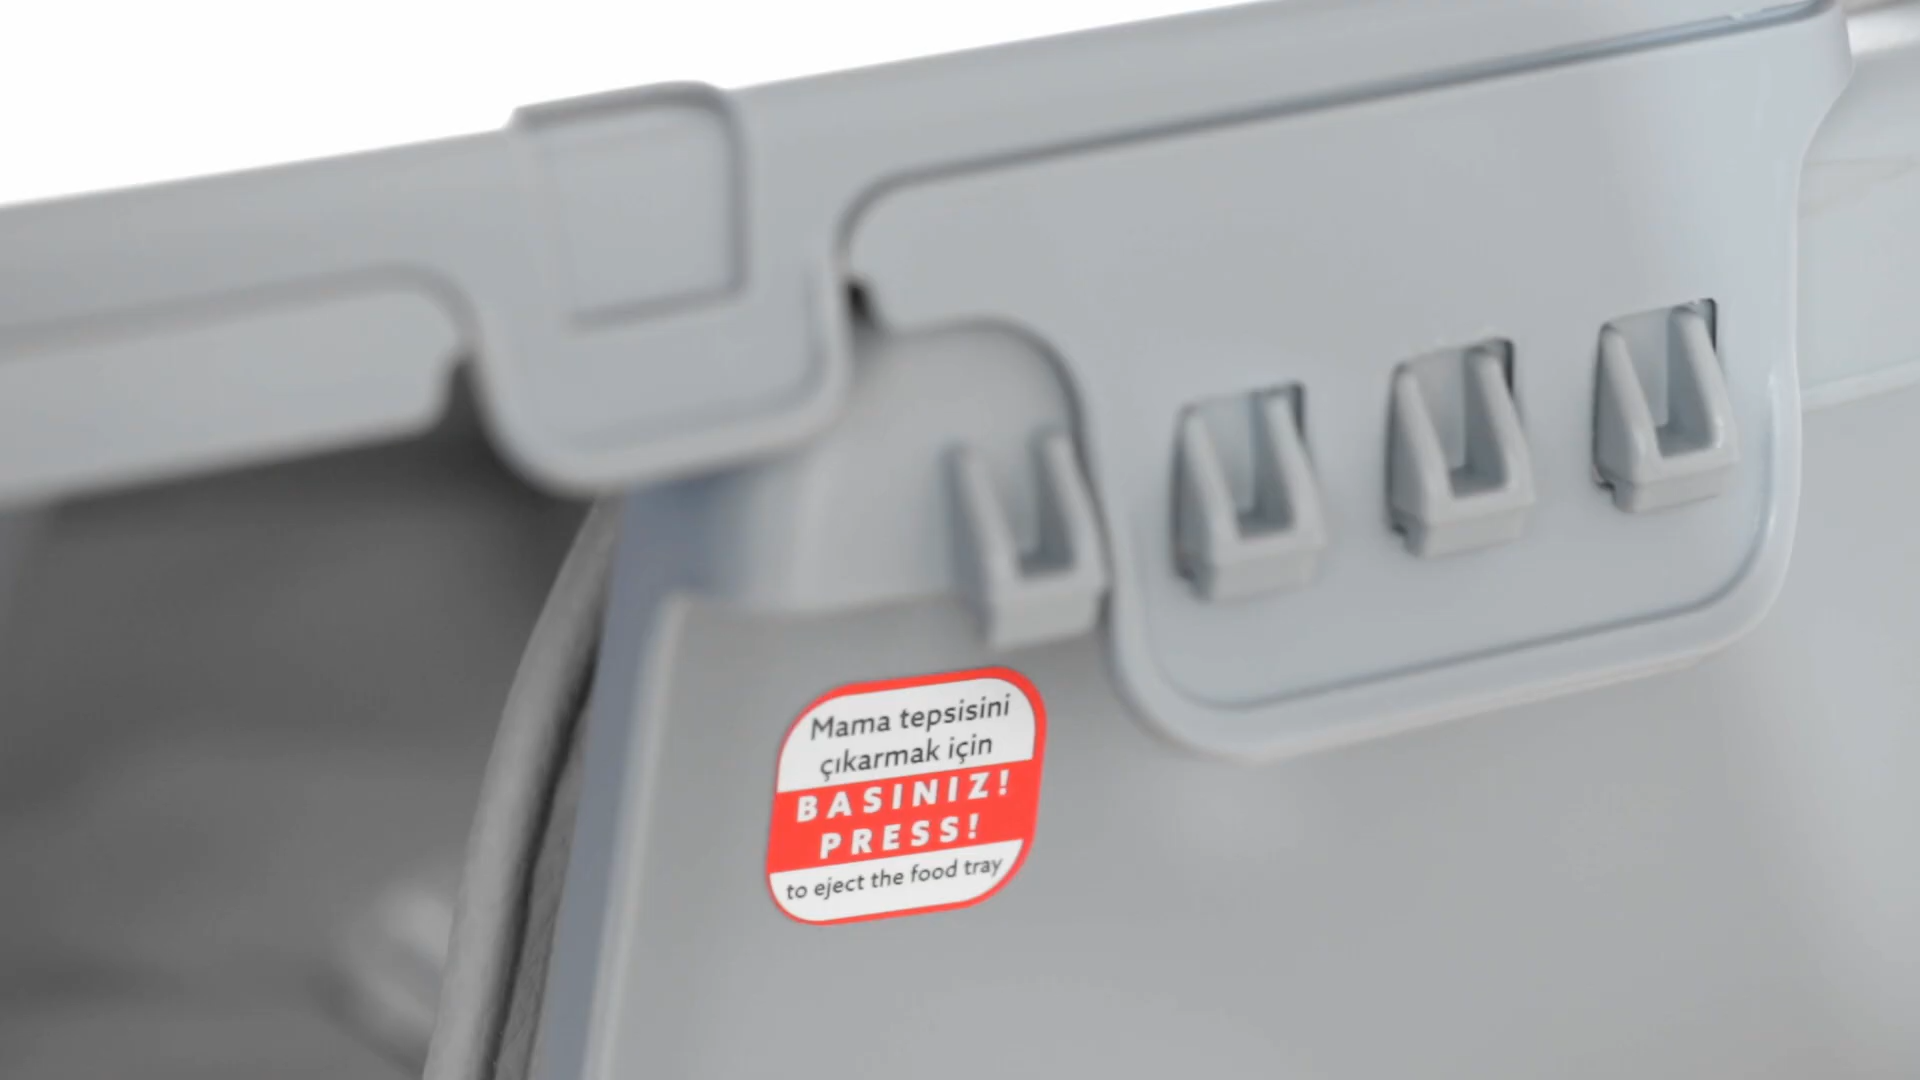 Mama tepsisini
çıkarmak için
BASINIZ!
PRESS!
to eject the food tray